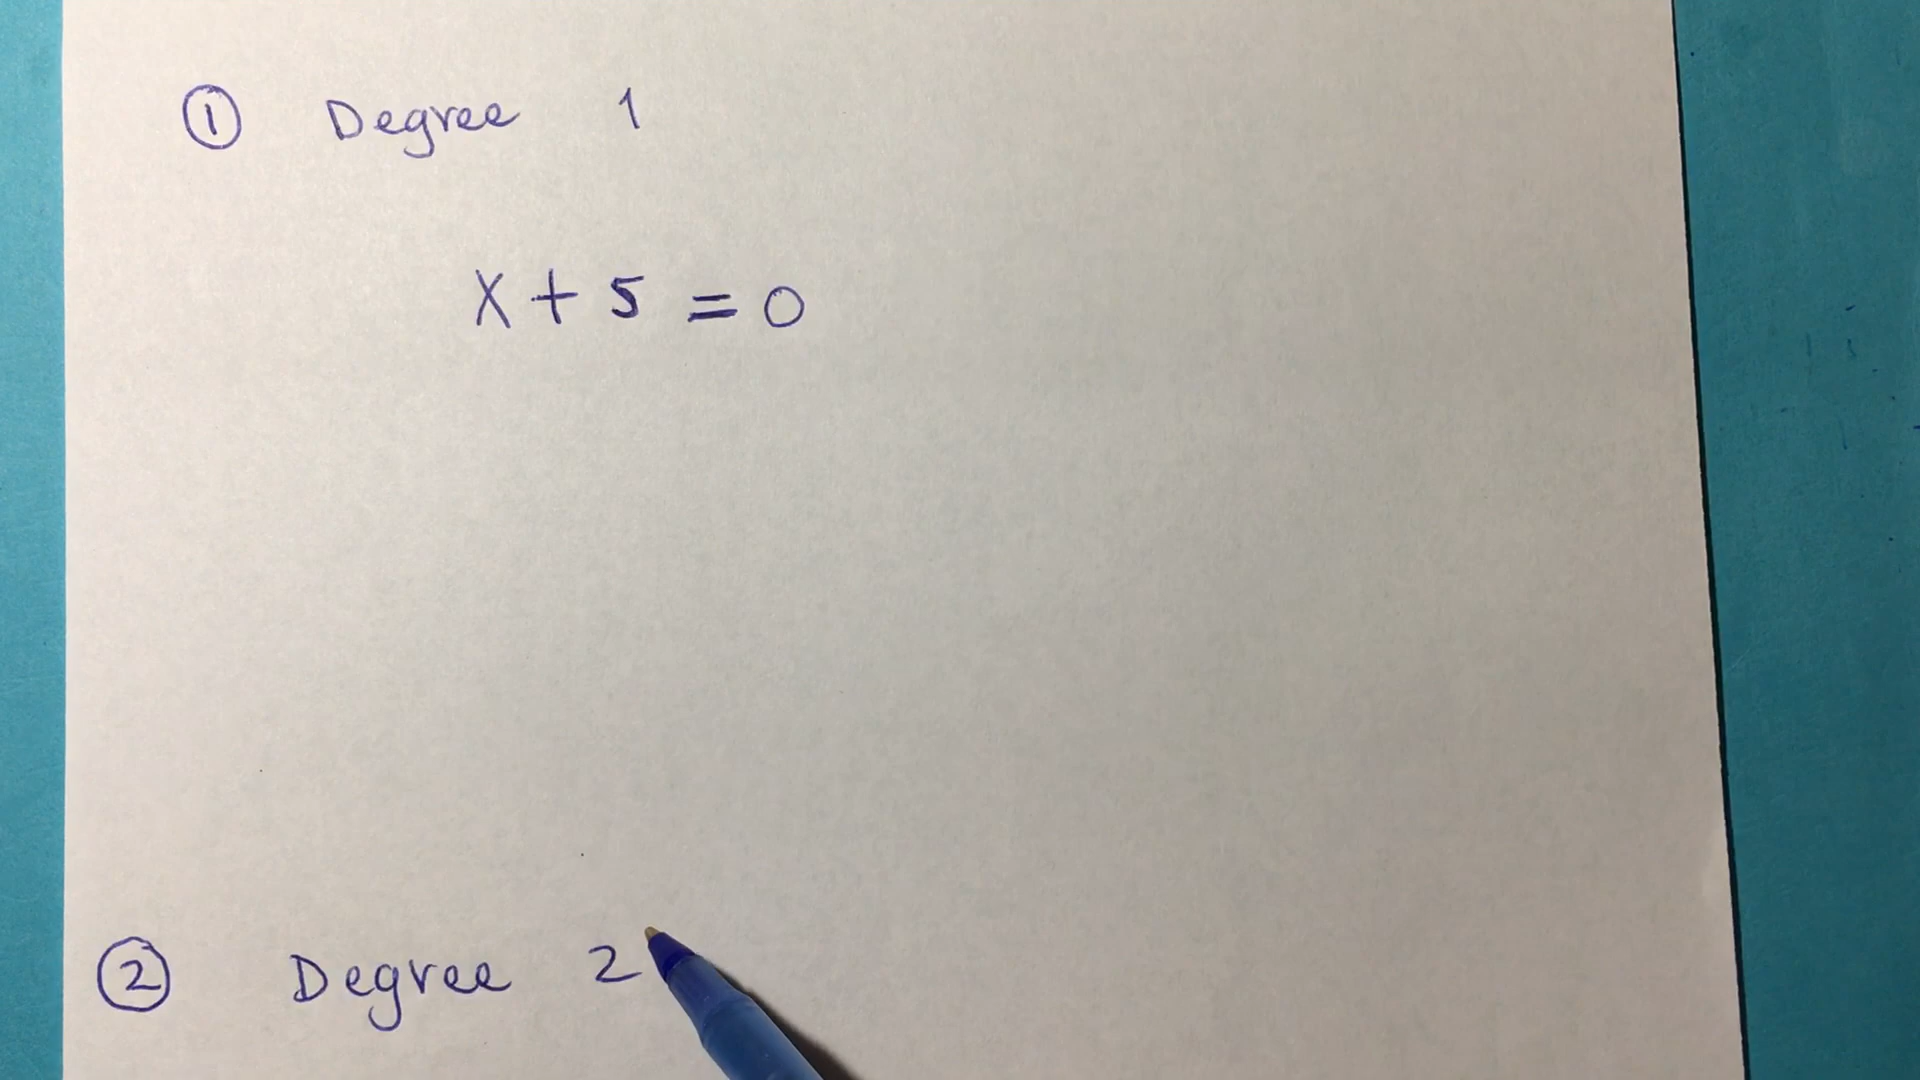 ① Degree 1
x + 5 = 0
② Degree 2